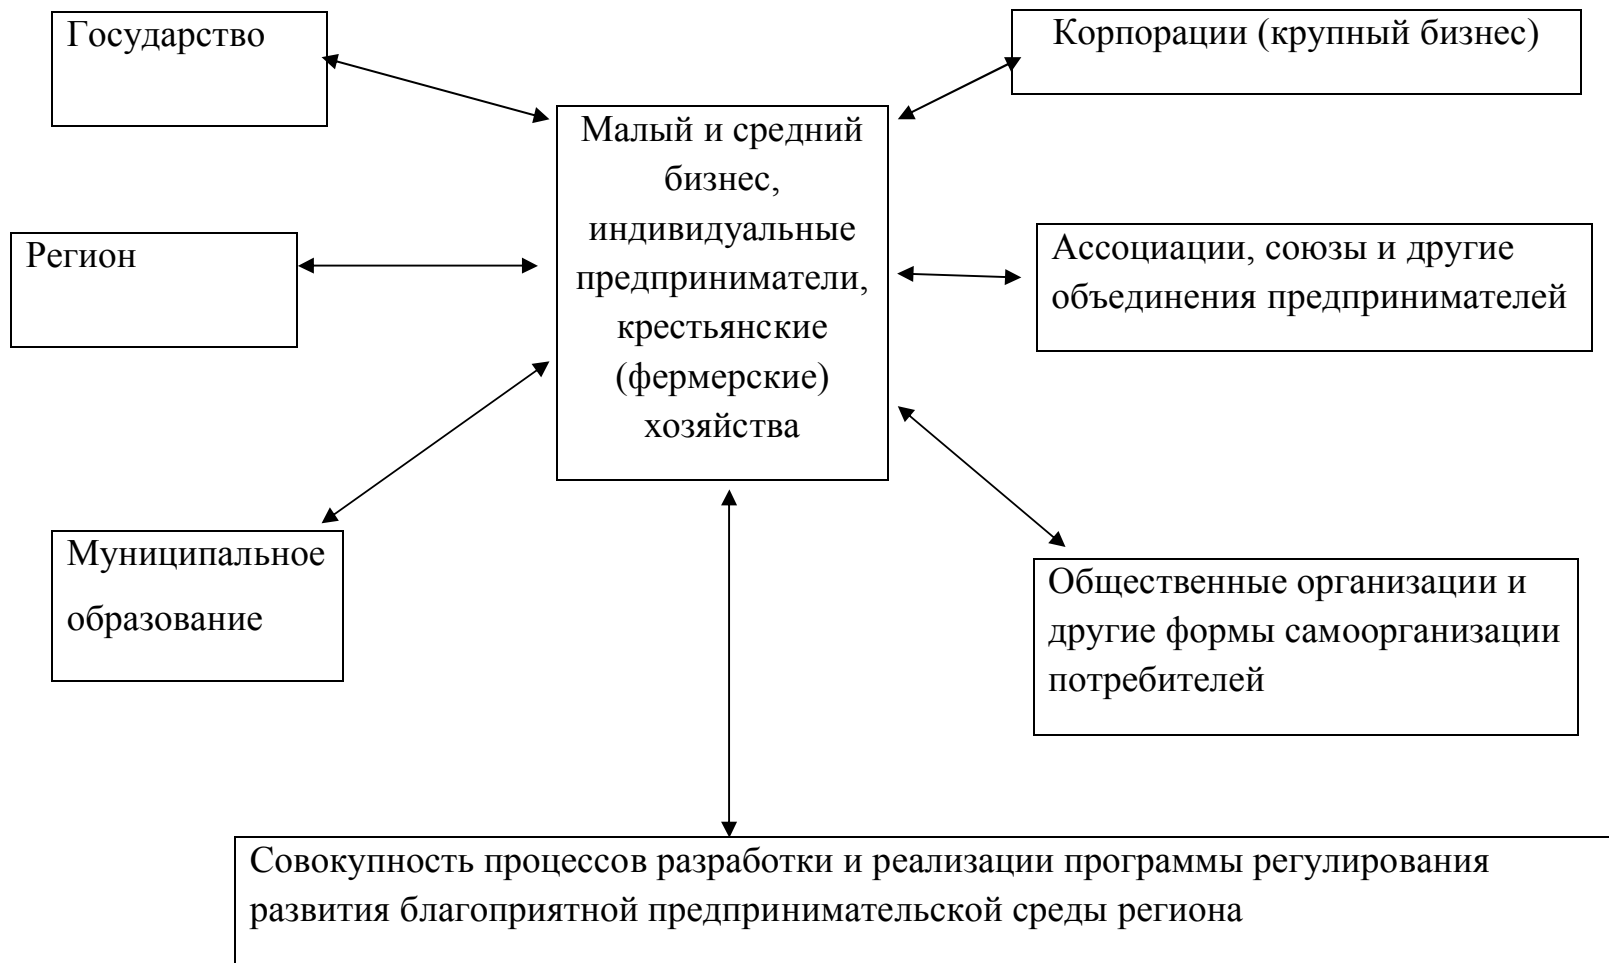 Государство
Корпорации (крупный бизнес)
Малый и средний
бизнес,
индивидуальные
предприниматели,
крестьянские
(фермерские)
хозяйства
Регион
Ассоциации, союзы и другие
объединения предпринимателей
Муниципальное
образование
Общественные организации и
другие формы самоорганизации
потребителей
Совокупность процессов разработки и реализации программы регулирования
развития благоприятной предпринимательской среды региона